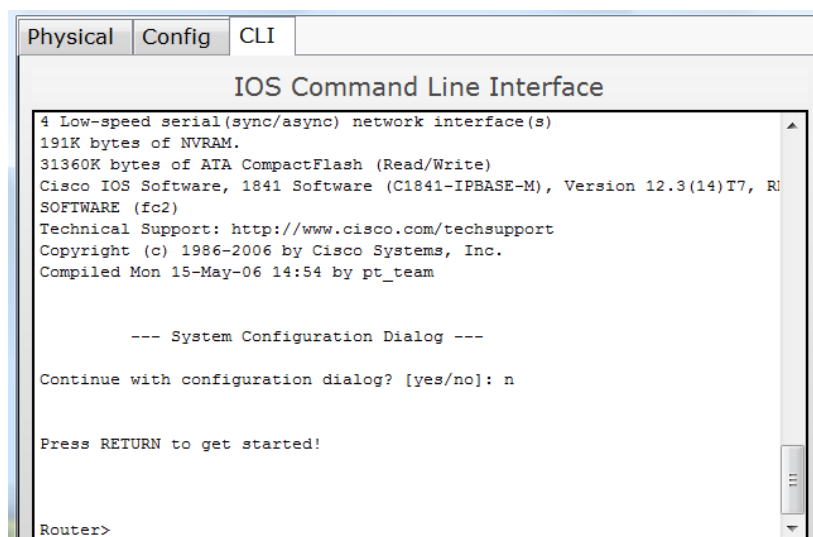 Physical Config CLI
IOS Command Line Interface
4 Low-speed serial(sync/async) network interface(s)
191K bytes of NVRAM.
31360K bytes of ATA CompactFlash (Read/Write)
Cisco IOS Software, 1841 Software (C1841-IPBASE-M), Version 12.3(14)T7,
SOFTWARE (fc2)
Technical Support: http://www.cisco.com/techsupport
Copyright (c) 1986-2006 by Cisco Systems, Inc.
Compiled Mon 15-May-06 14:54 by pt_team
--- System Configuration Dialog ---
Continue with configuration dialog? [yes/no]: n
Press RETURN to get started!
Router>